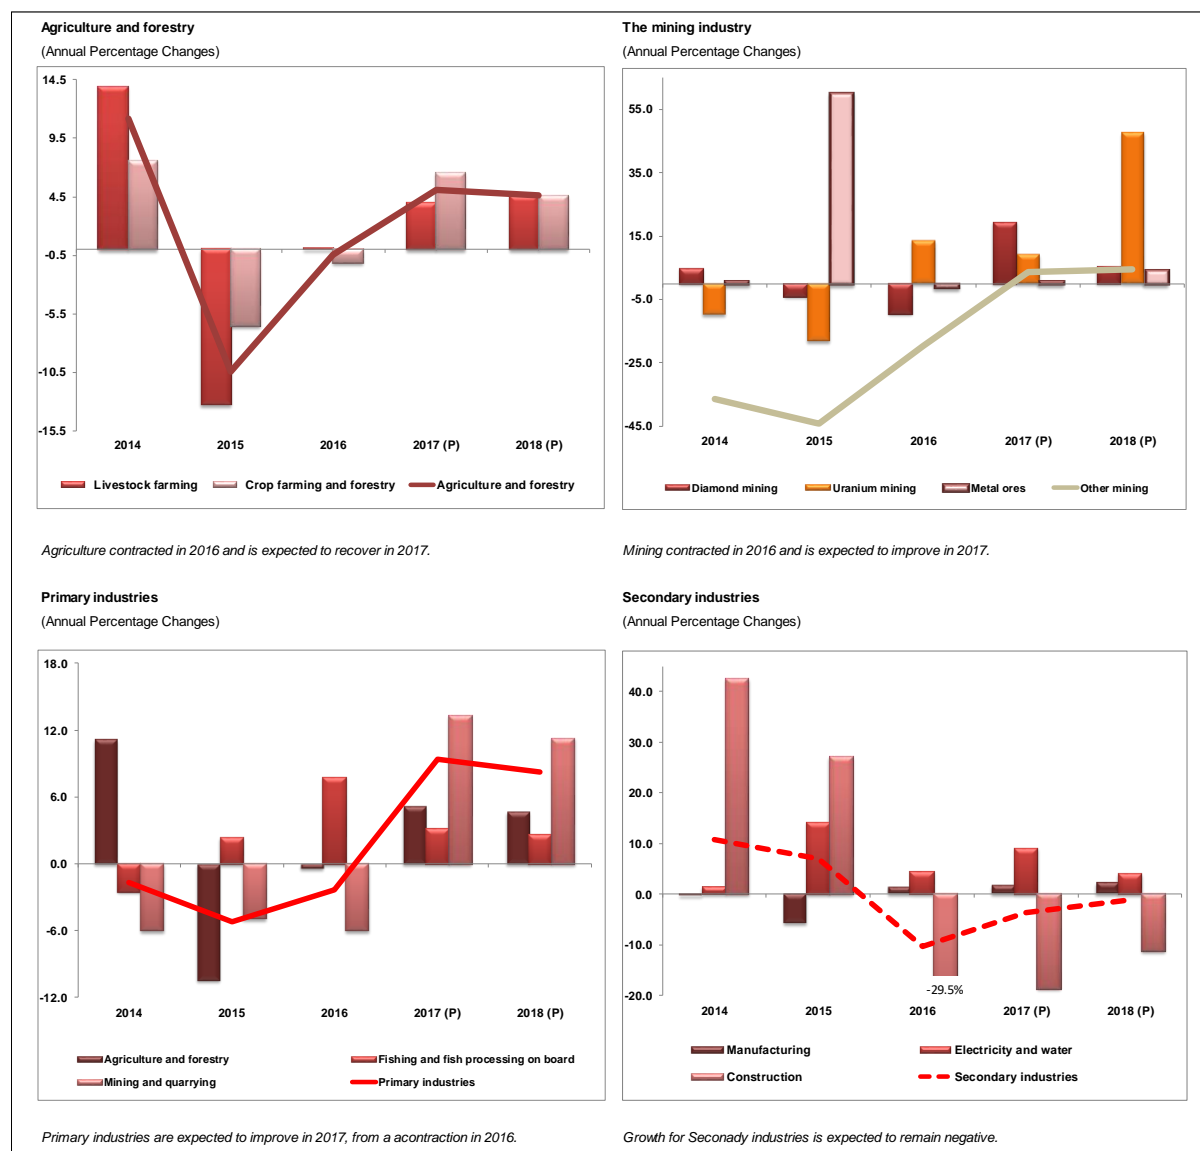 Agriculture and forestry
(Annual Percentage Changes)
14.5
9.5
4.5
-0.5
-5.5
-10.5
-15.5
2014
2015
2016
2017 (P)
2018 (P)
Livestock farming
Crop farming and forestry
Agriculture and forestry
Agriculture contracted in 2016 and is expected to recover in 2017.
The mining industry
(Annual Percentage Changes)
55.0
35.0
15.0
-5.0
-25.0
-45.0
2014
2015
2016
2017 (P)
2018 (P)
Diamond mining
Uranium mining
Metal ores
Other mining
Mining contracted in 2016 and is expected to improve in 2017.
Primary industries
(Annual Percentage Changes)
18.0
12.0
6.0
0.0
-6.0
-12.0
2014
2015
2016
2017 (P)
2018 (P)
Agriculture and forestry
Fishing and fish processing on board
Mining and quarrying
Primary industries
Primary industries are expected to improve in 2017, from a acontraction in 2016.
Secondary industries
(Annual Percentage Changes)
40.0
30.0
20.0
10.0
0.0
-10.0
-20.0
-29.5%
2014
2015
2016
2017 (P)
2018 (P)
Manufacturing
Electricity and water
Construction
Secondary industries
Growth for Seconady industries is expected to remain negative.